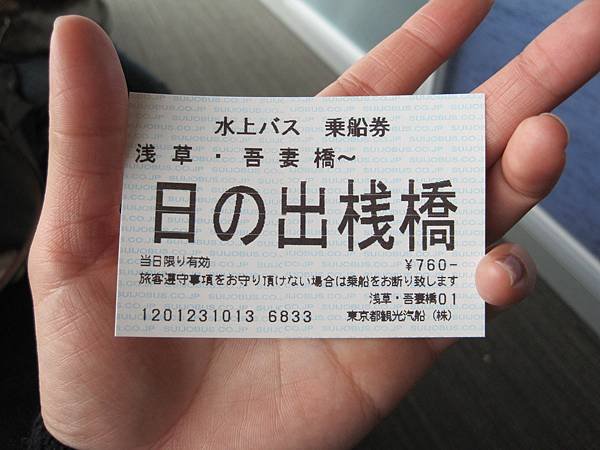 水上バス 乗船券
浅草・吾妻橋～
日の出桟橋
当日限り有効 ¥760-
旅客遵守事項をお守り頂けない場合は乗船をお断り致します
浅草・吾妻橋01
1201231013 6833 東京都観光汽船(株)